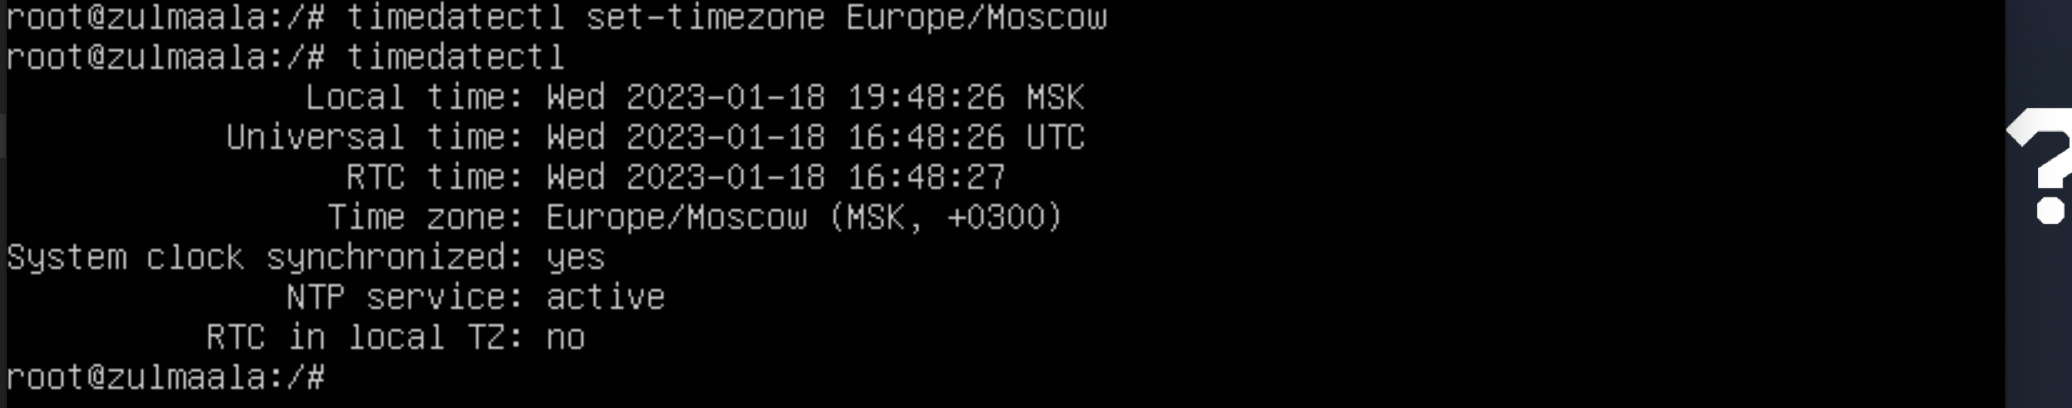 root@zulmaala:/# timedatectl set-timezone Europe/Moscow
root@zulmaala:/# timedatectl
Local time: Wed 2023-01-18 19:48:26 MSK
Universal time: Wed 2023-01-18 16:48:26 UTC
RTC time: Wed 2023-01-18 16:48:27
Time zone: Europe/Moscow (MSK, +0300)
System clock synchronized: yes
NTP service: active
RTC in local TZ: no
root@zulmaala:/#
?